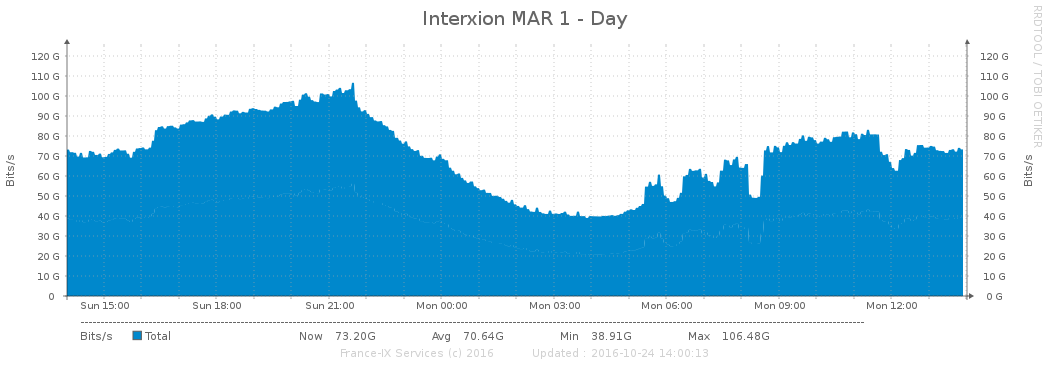 Interxion MAR 1 - Day
RRDTOOL / TOBI OETIKER
Bits/s
120 G 120 G
110 G 110 G
100 G 100 G
90 G 90 G
80 G 80 G
70 G 70 G
60 G 60 G
50 G 50 G
40 G 40 G
30 G 30 G
20 G 20 G
10 G 10 G
0 0 G
Bits/s
Sun 15:00 Sun 18:00 Sun 21:00 Mon 00:00 Mon 03:00 Mon 06:00 Mon 09:00 Mon 12:00
Bits/s Total Now 73.20G Avg 70.64G Min 38.91G Max 106.48G
France-IX Services (c) 2016 Updated : 2016-10-24 14:00:13